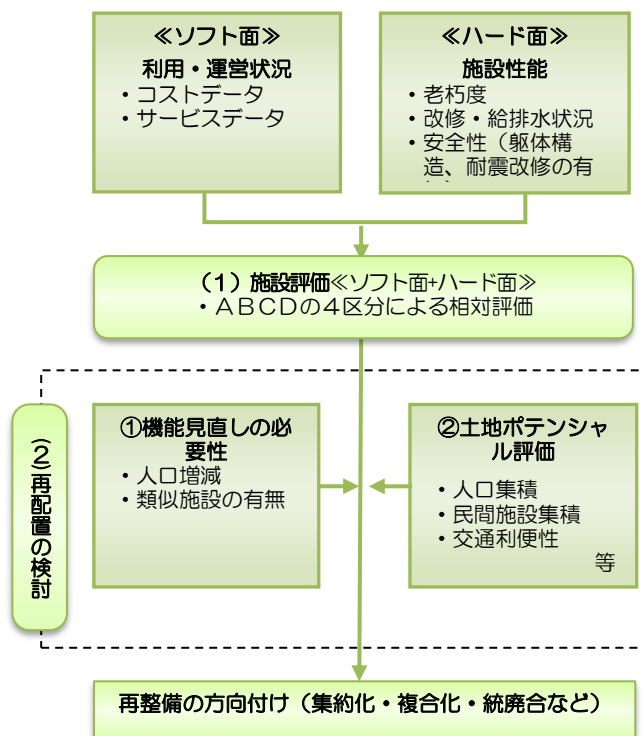 ≪ソフト面≫
利用・運営状況
・コストデータ
・サービスデータ
≪ハード面≫
施設性能
・老朽度
・改修・給排水状況
・安全性（躯体構
造、耐震改修の有
（1）施設評価≪ソフト面+ハード面≫
・ＡＢＣＤの４区分による相対評価
(2)再配置の検討
①機能見直しの必
要性
・人口増減
・類似施設の有無
②土地ポテンシャ
ル評価
・人口集積
・民間施設集積
・交通利便性
等
再整備の方向付け（集約化・複合化・統廃合など）